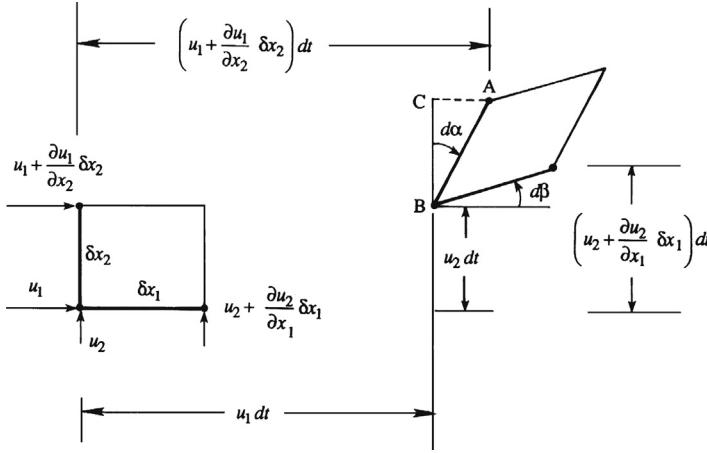 (u₁ + ∂u₁/∂x₂ δx₂) dt
A
C
dα
u₁ + ∂u₁/∂x₂ δx₂
B
dβ
δx₂
u₂ dt
(u₂ + ∂u₂/∂x₁ δx₁) dt
u₁
δx₁
u₂ + ∂u₂/∂x₁ δx₁
u₂
u₁ dt